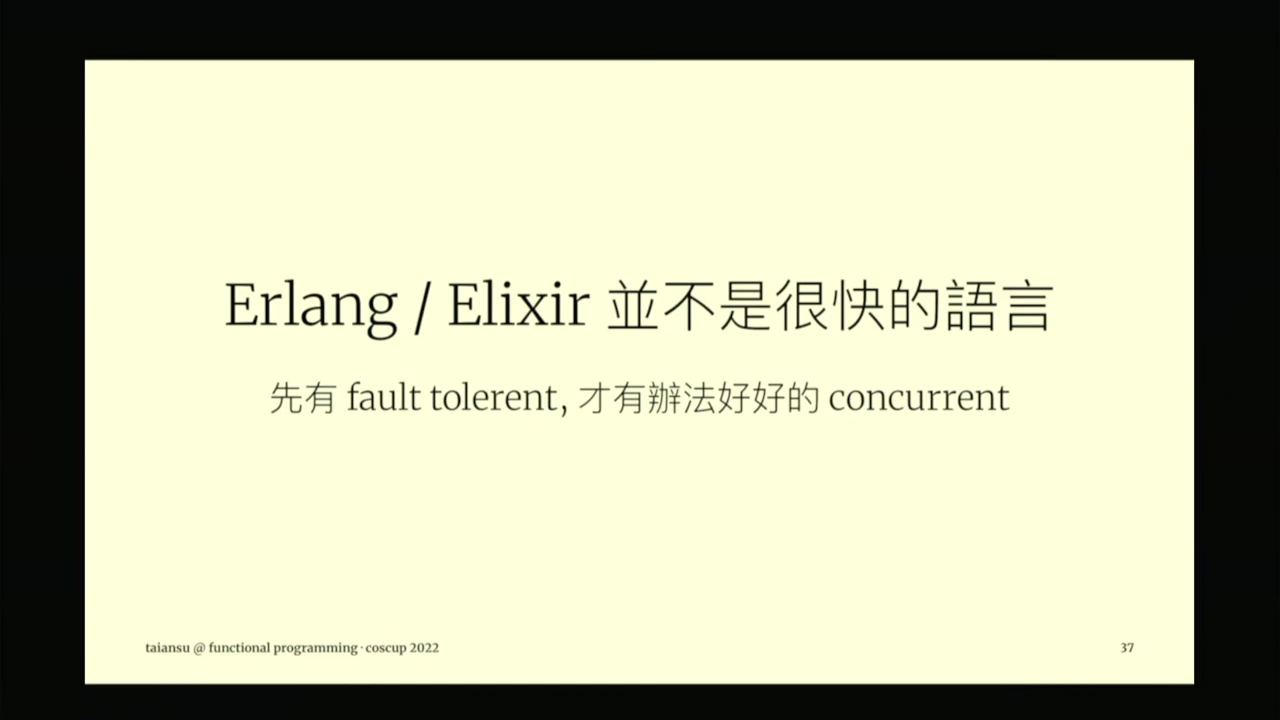 Erlang / Elixir 並不是很快的語言
先有 fault tolerent, 才有辦法好好的 concurrent
taiansu @ functional programming · coscup 2022
37